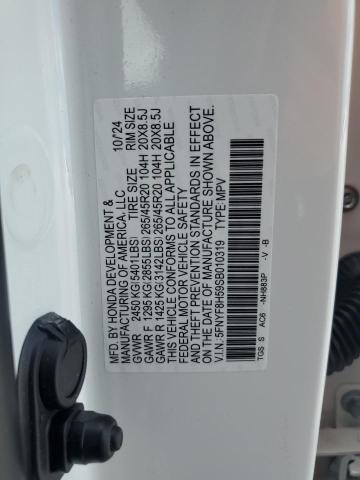 MFD BY HONDA DEVELOPMENT & 10/24
MANUFACTURING OF AMERICA, LLC
TIRE SIZE RIM SIZE
GVWR 2450 KG(5401LBS)
GAWR F 1295 KG(2855LBS) 265/45R20 104H 20X8.5J
GAWR R 1425 KG(3142LBS) 265/45R20 104H 20X8.5J
THIS VEHICLE CONFORMS TO ALL APPLICABLE
FEDERAL MOTOR VEHICLE SAFETY
AND THEFT PREVENTION STANDARDS IN EFFECT
ON THE DATE OF MANUFACTURE SHOWN ABOVE.
V.I.N.: 5FNYF8H59SB010319 TYPE:MPV
TGS S AC6 -NH883P -V -B